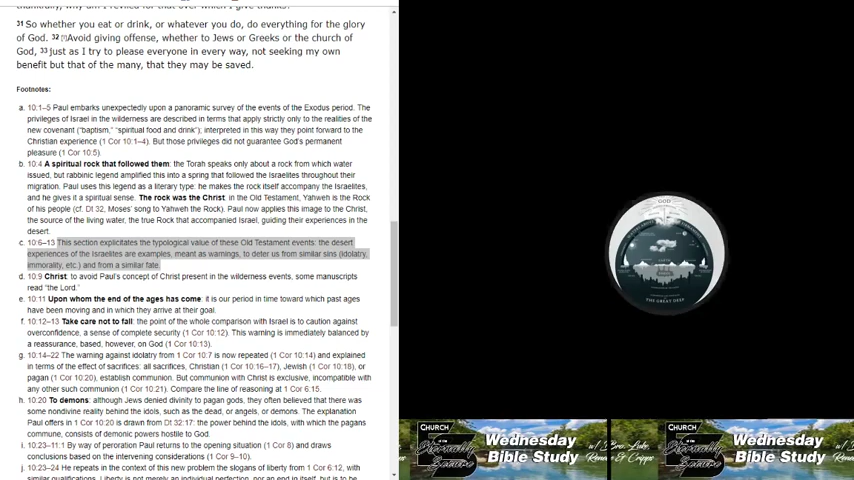 31 So whether you eat or drink, or whatever you do, do everything for the glory
of God. 32 [*]Avoid giving offense, whether to Jews or Greeks or the church of
God, 33 just as I try to please everyone in every way, not seeking my own
benefit but that of the many, that they may be saved.
Footnotes:
a. 10:1–5 Paul embarks unexpectedly upon a panoramic survey of the events of the Exodus period. The
privileges of Israel in the wilderness are described in terms that apply strictly only to the realities of the
new covenant (“baptism,” “spiritual food and drink”); interpreted in this way they point forward to the
Christian experience (1 Cor 10:1–4). But those privileges did not guarantee God's permanent
pleasure (1 Cor 10:5).
b. 10:4 A spiritual rock that followed them: the Torah speaks only about a rock from which water
issued, but rabbinic legend amplified this into a spring that followed the Israelites throughout their
migration. Paul uses this legend as a literary type: he makes the rock itself accompany the Israelites,
and he gives it a spiritual sense. The rock was the Christ: in the Old Testament, Yahweh is the Rock
of his people (cf. Dt 32, Moses' song to Yahweh the Rock). Paul now applies this image to the Christ,
the source of the living water, the true Rock that accompanied Israel, guiding their experiences in the
desert.
c. 10:6–13 This section explicitates the typological value of these Old Testament events: the desert
experiences of the Israelites are examples, meant as warnings, to deter us from similar sins (idolatry,
immorality, etc.) and from a similar fate.
d. 10:9 Christ: to avoid Paul's concept of Christ present in the wilderness events, some manuscripts
read “the Lord.”
e. 10:11 Upon whom the end of the ages has come: it is our period in time toward which past ages
have been moving and in which they arrive at their goal.
f. 10:12–13 Take care not to fall: the point of the whole comparison with Israel is to caution against
overconfidence, a sense of complete security (1 Cor 10:12). This warning is immediately balanced by
a reassurance, based, however, on God (1 Cor 10:13).
g. 10:14–22 The warning against idolatry from 1 Cor 10:7 is now repeated (1 Cor 10:14) and explained
in terms of the effect of sacrifices: all sacrifices, Christian (1 Cor 10:16–17), Jewish (1 Cor 10:18), or
pagan (1 Cor 10:20), establish communion. But communion with Christ is exclusive, incompatible with
any other such communion (1 Cor 10:21). Compare the line of reasoning at 1 Cor 6:15.
h. 10:20 To demons: although Jews denied divinity to pagan gods, they often believed that there was
some nondivine reality behind the idols, such as the dead, or angels, or demons. The explanation
Paul offers in 1 Cor 10:20 is drawn from Dt 32:17: the power behind the idols, with which the pagans
commune, consists of demonic powers hostile to God.
i. 10:23–11:1 By way of peroration Paul returns to the opening situation (1 Cor 8) and draws
conclusions based on the intervening considerations (1 Cor 9–10).
j. 10:23–24 He repeats in the context of this new problem the slogans of liberty from 1 Cor 6:12, with
similar qualifications. Liberty is not merely an individual perfection, nor an end in itself, but is to be
GOD
THE GREAT DEEP
CHURCH
Eternally
Secure
Wednesday
Bible Study
Bro. Luke,
& Cripps
CHURCH
Eternally
Secure
Wednesday
Bible Study